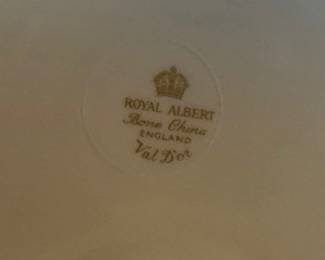 ROYAL ALBERT
Bone China
ENGLAND
Val D'or